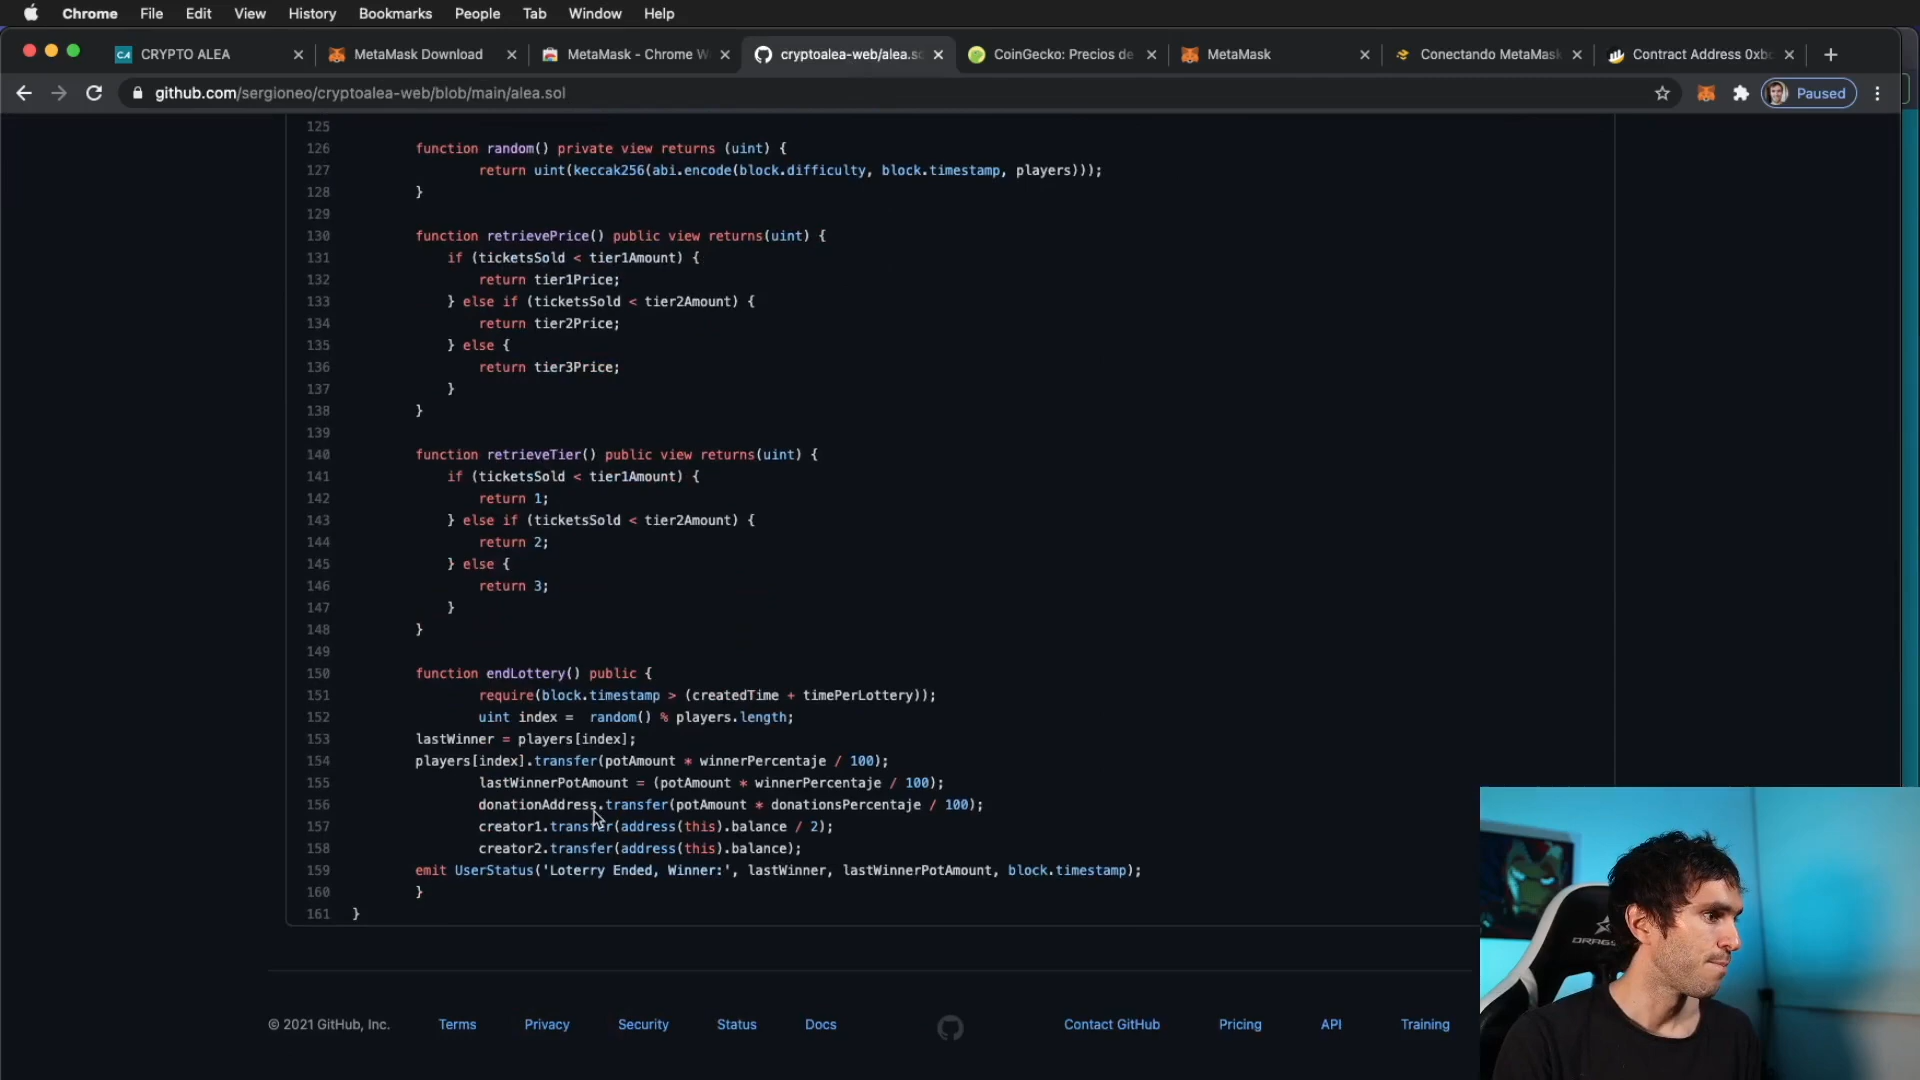 Chrome File Edit View History Bookmarks People Tab Window Help
CRYPTO ALEA
MetaMask Download
MetaMask - Chrome W
cryptoalea-web/alea.so
CoinGecko: Precios de
MetaMask
Conectando MetaMask
Contract Address 0xbc
github.com/sergioneo/cryptoalea-web/blob/main/alea.sol
Paused
125
126 function random() private view returns (uint) {
127 return uint(keccak256(abi.encode(block.difficulty, block.timestamp, players)));
128 }
129
130 function retrievePrice() public view returns(uint) {
131 if (ticketsSold < tier1Amount) {
132 return tier1Price;
133 } else if (ticketsSold < tier2Amount) {
134 return tier2Price;
135 } else {
136 return tier3Price;
137 }
138 }
139
140 function retrieveTier() public view returns(uint) {
141 if (ticketsSold < tier1Amount) {
142 return 1;
143 } else if (ticketsSold < tier2Amount) {
144 return 2;
145 } else {
146 return 3;
147 }
148 }
149
150 function endLottery() public {
151 require(block.timestamp > (createdTime + timePerLottery));
152 uint index = random() % players.length;
153 lastWinner = players[index];
154 players[index].transfer(potAmount * winnerPercentaje / 100);
155 lastWinnerPotAmount = (potAmount * winnerPercentaje / 100);
156 donationAddress.transfer(potAmount * donationsPercentaje / 100);
157 creator1.transfer(address(this).balance / 2);
158 creator2.transfer(address(this).balance);
159 emit UserStatus('Loterry Ended, Winner:', lastWinner, lastWinnerPotAmount, block.timestamp);
160 }
161 }
© 2021 GitHub, Inc. Terms Privacy Security Status Docs Contact GitHub Pricing API Training